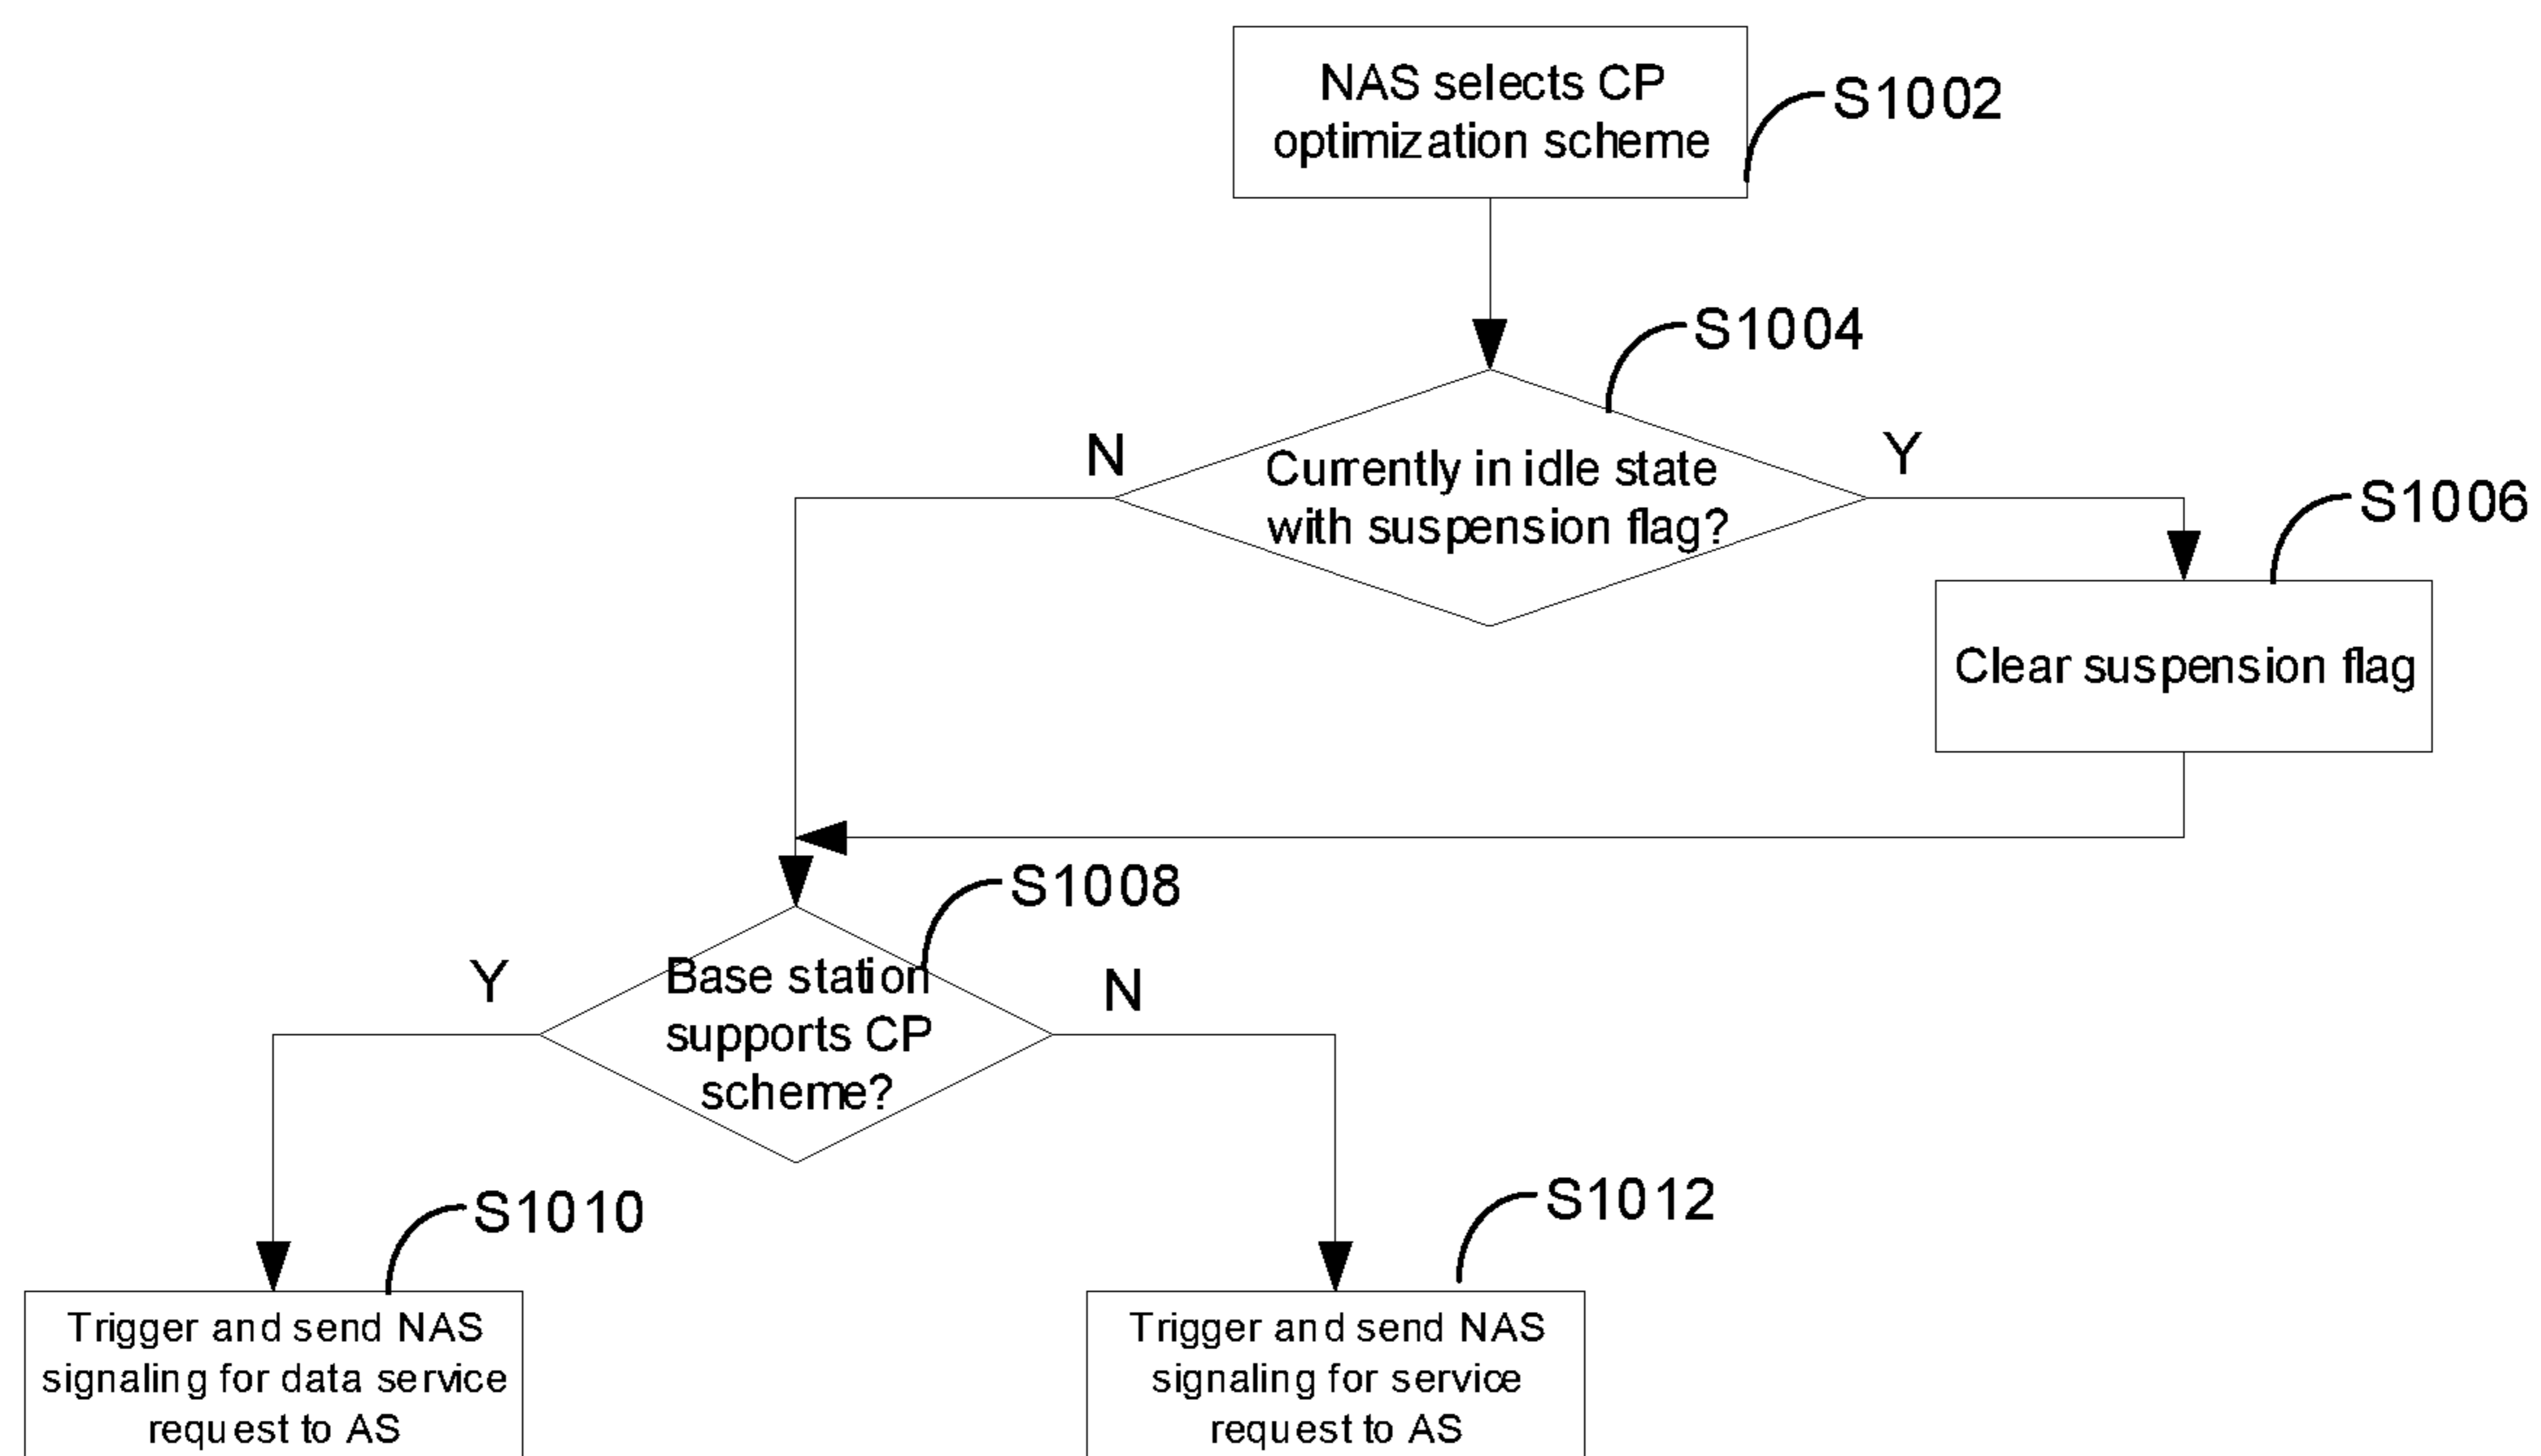 NAS selects CP
optimization scheme
S1002
S1004
N
Currently in idle state
with suspension flag?
Y
S1006
Clear suspension flag
S1008
Y
Base station
supports CP
scheme?
N
S1010
S1012
Trigger and send NAS
signaling for data service
request to AS
Trigger and send NAS
signaling for service
request to AS